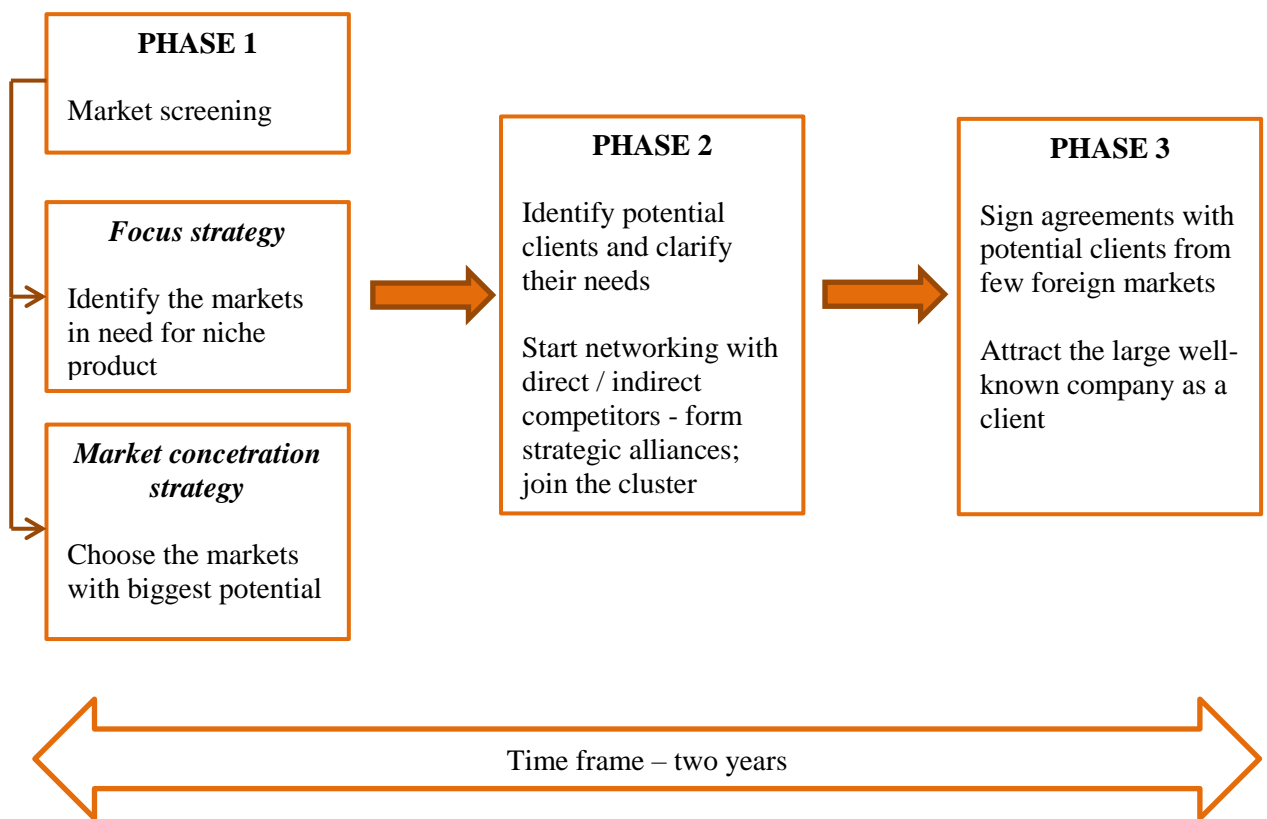 PHASE 1
Market screening
Focus strategy
Identify the markets
in need for niche
product
Market concetration
strategy
Choose the markets
with biggest potential
PHASE 2
Identify potential
clients and clarify
their needs
Start networking with
direct / indirect
competitors - form
strategic alliances;
join the cluster
PHASE 3
Sign agreements with
potential clients from
few foreign markets
Attract the large well-
known company as a
client
Time frame – two years